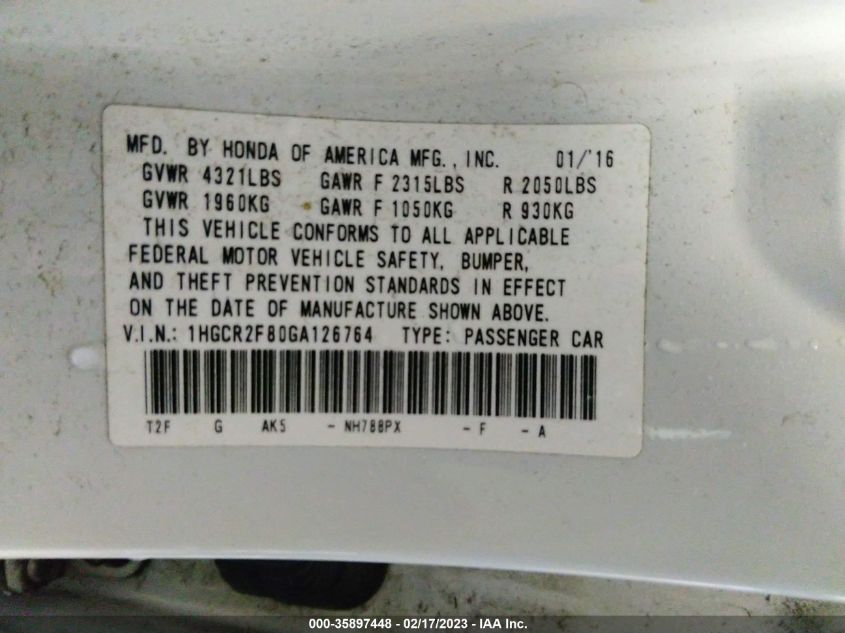 MFD. BY HONDA OF AMERICA MFG., INC. 01/'16
GVWR 4321LBS GAWR F 2315LBS R 2050LBS
GVWR 1960KG GAWR F 1050KG R 930KG
THIS VEHICLE CONFORMS TO ALL APPLICABLE
FEDERAL MOTOR VEHICLE SAFETY, BUMPER,
AND THEFT PREVENTION STANDARDS IN EFFECT
ON THE DATE OF MANUFACTURE SHOWN ABOVE.
V.I.N.: 1HGCR2F80GA126764 TYPE: PASSENGER CAR
T2F G AK5 - NH788PX - F - A
000-35897448 - 02/17/2023 - IAA Inc.